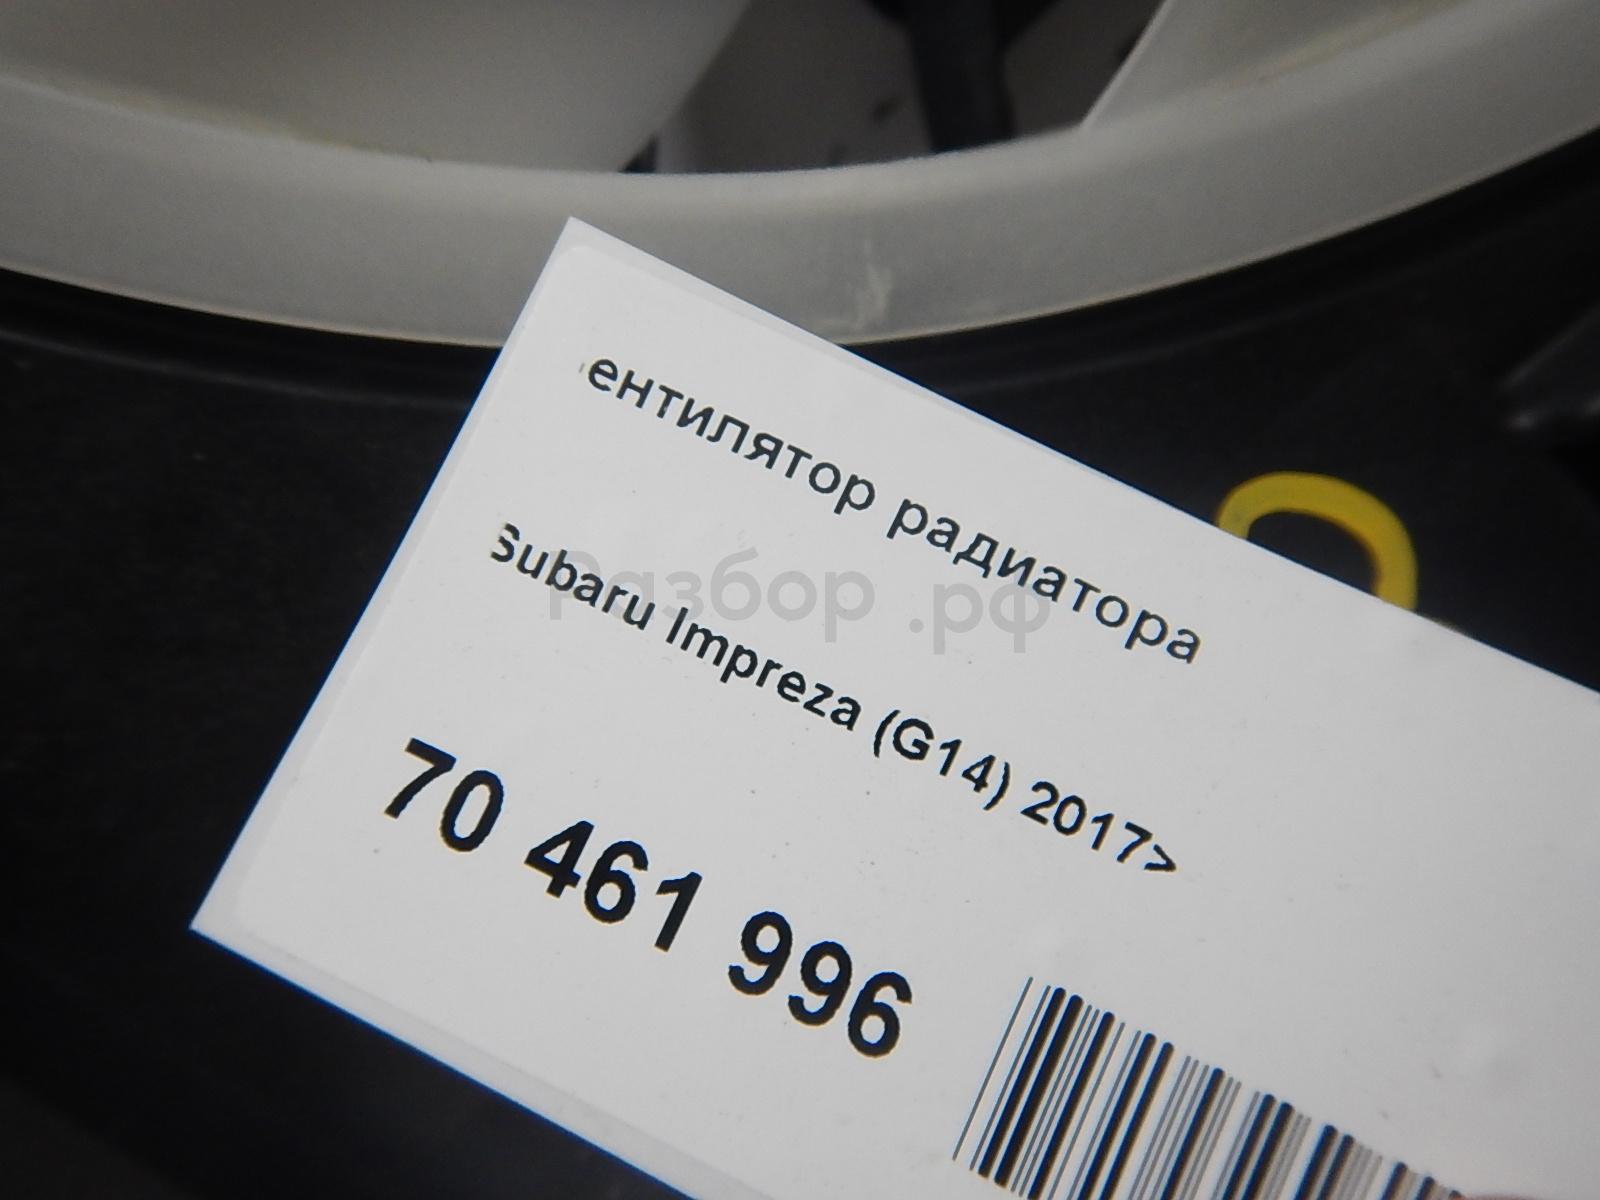 ентилятор радиатора
Subaru Impreza (G14) 2017>
Разбор.рф
70 461 996